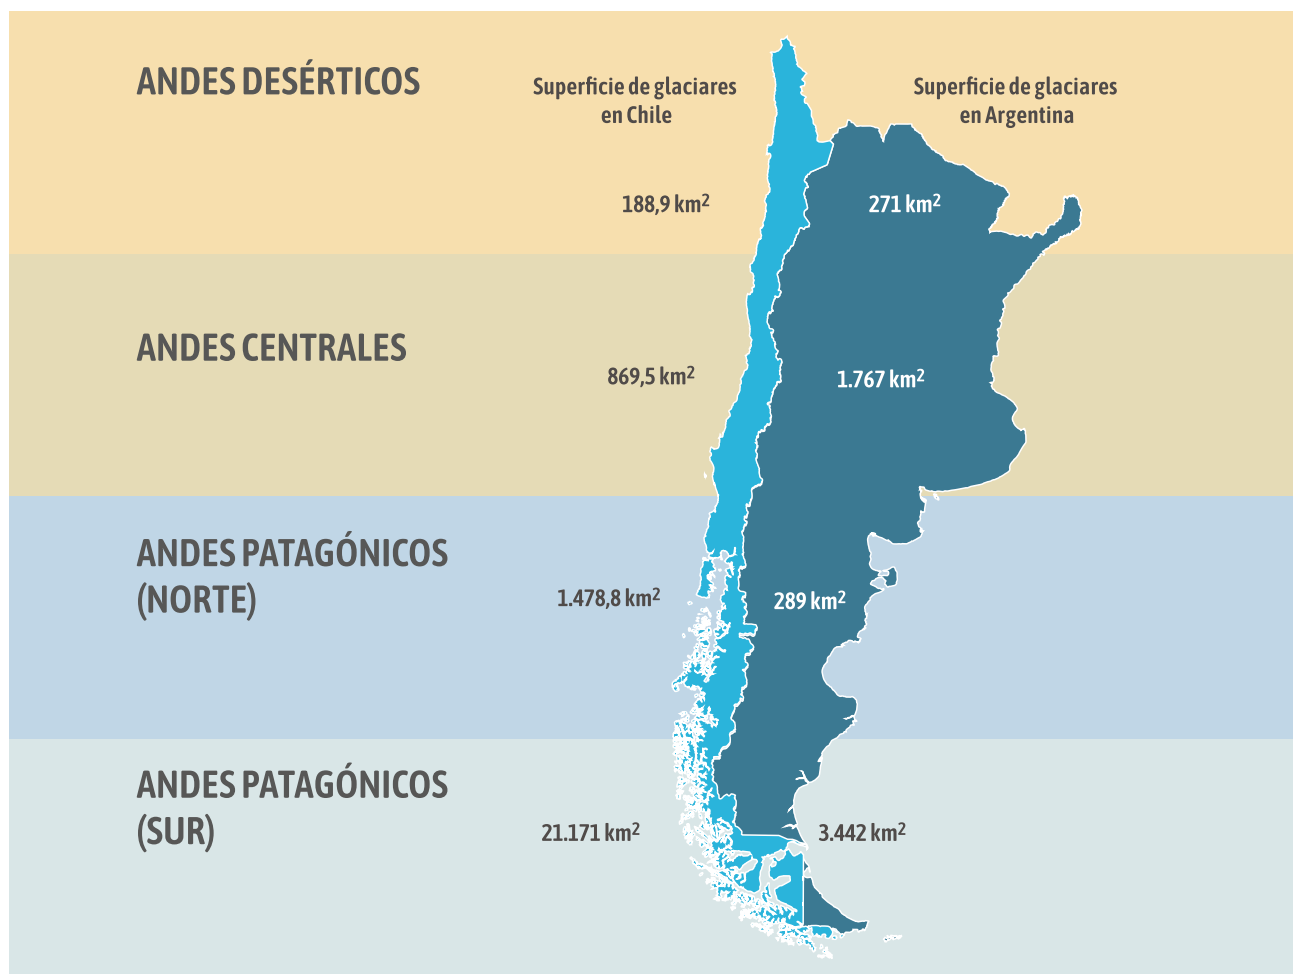 ANDES DESÉRTICOS
Superficie de glaciares
en Chile
Superficie de glaciares
en Argentina
188,9 km²
271 km²
ANDES CENTRALES
869,5 km²
1.767 km²
ANDES PATAGÓNICOS
(NORTE)
1.478,8 km²
289 km²
ANDES PATAGÓNICOS
(SUR)
21.171 km²
3.442 km²